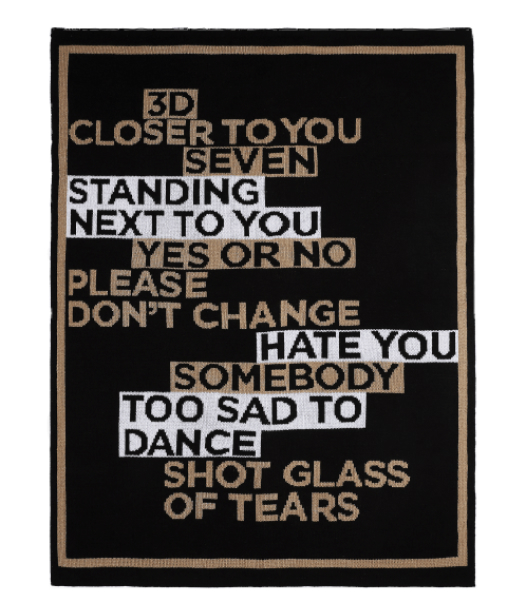 3D
CLOSER TO YOU
SEVEN
STANDING
NEXT TO YOU
YES OR NO
PLEASE
DON'T CHANGE
HATE YOU
SOMEBODY
TOO SAD TO
DANCE
SHOT GLASS
OF TEARS